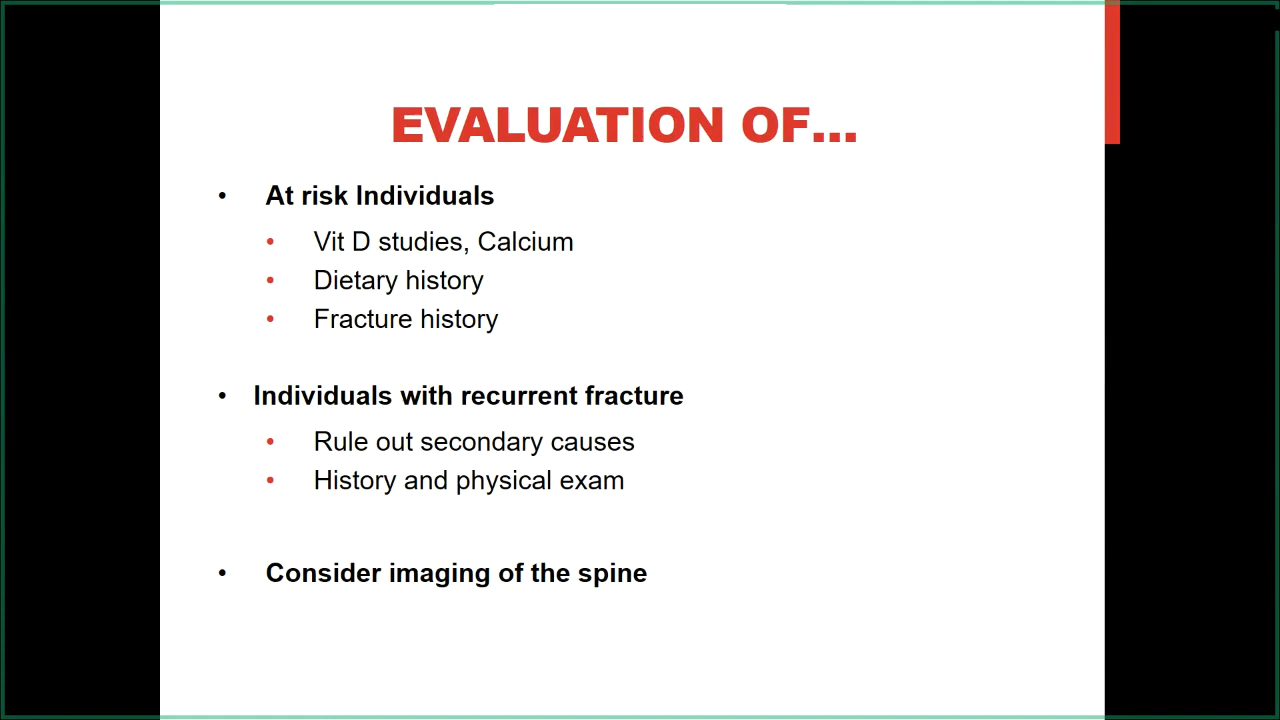 EVALUATION OF...
• At risk Individuals
• Vit D studies, Calcium
• Dietary history
• Fracture history
• Individuals with recurrent fracture
• Rule out secondary causes
• History and physical exam
• Consider imaging of the spine